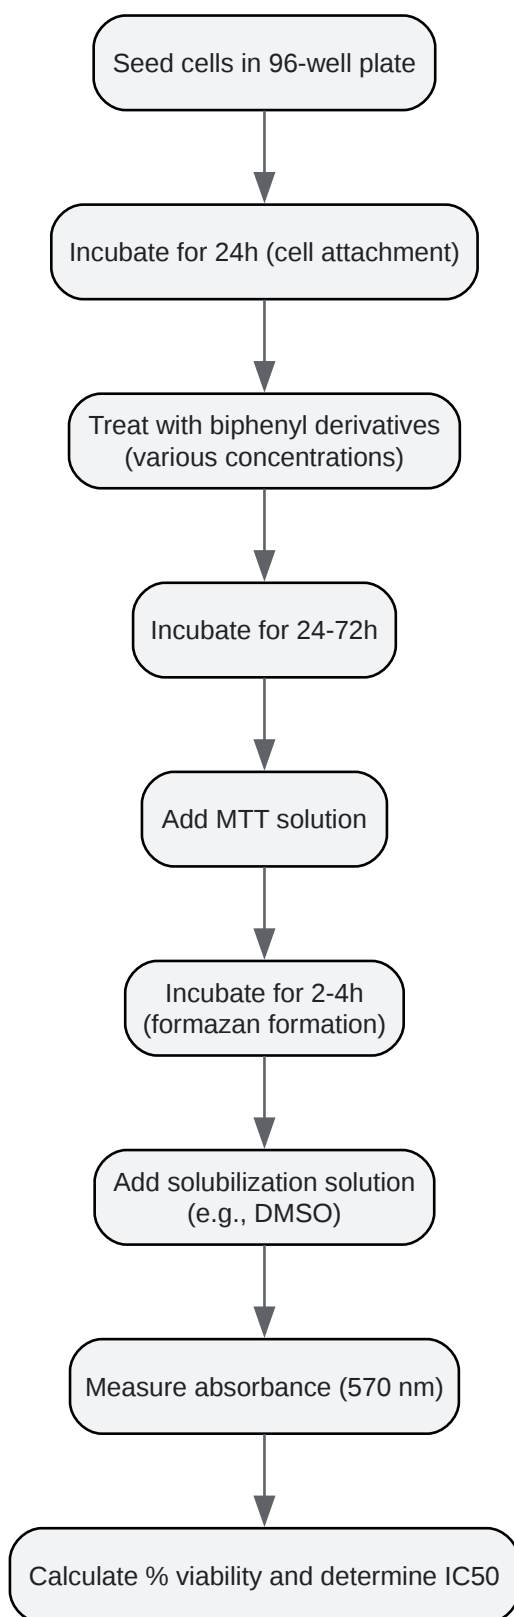 Seed cells in 96-well plate
Incubate for 24h (cell attachment)
Treat with biphenyl derivatives
(various concentrations)
Incubate for 24-72h
Add MTT solution
Incubate for 2-4h
(formazan formation)
Add solubilization solution
(e.g., DMSO)
Measure absorbance (570 nm)
Calculate % viability and determine IC50